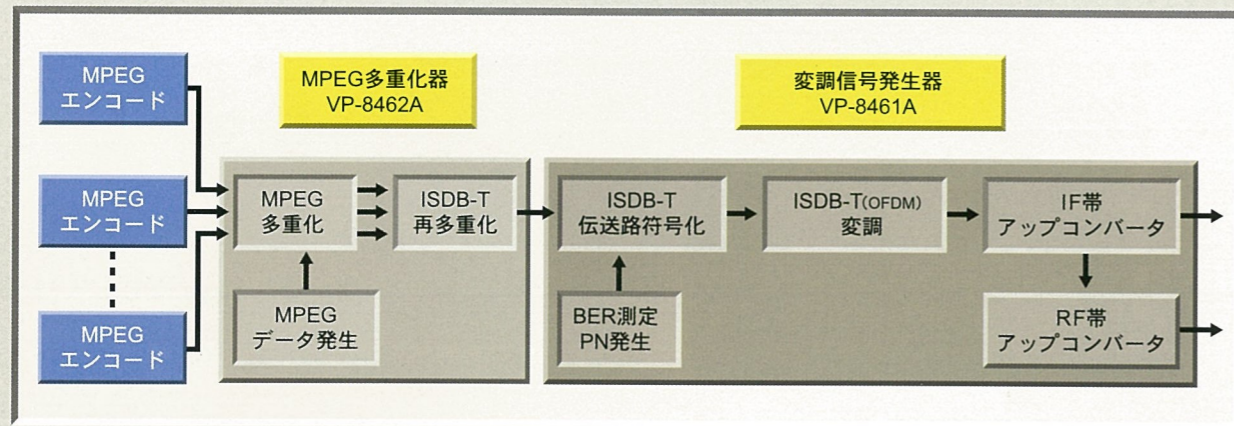 MPEG
エンコード
MPEG多重化器
VP-8462A
変調信号発生器
VP-8461A
MPEG
エンコード
MPEG
多重化
ISDB-T
再多重化
ISDB-T
伝送路符号化
ISDB-T(OFDM)
変調
IF帯
アップコンバータ
MPEG
エンコード
MPEG
データ発生
BER測定
PN発生
RF帯
アップコンバータ